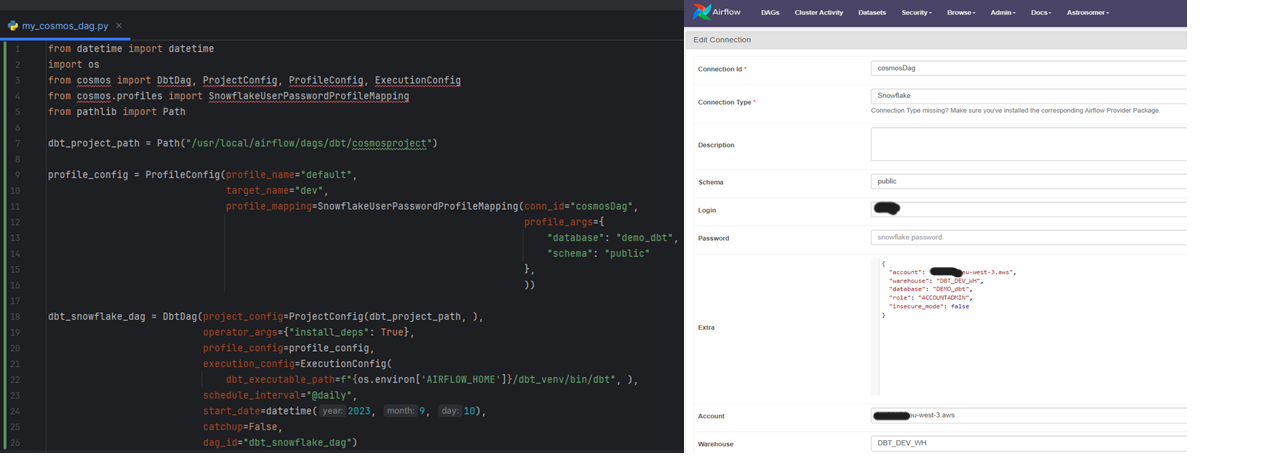 my_cosmos_dag.py ×
1 from datetime import datetime
2 import os
3 from cosmos import DbtDag, ProjectConfig, ProfileConfig, ExecutionConfig
4 from cosmos.profiles import SnowflakeUserPasswordProfileMapping
5 from pathlib import Path
6
7 dbt_project_path = Path("/usr/local/airflow/dags/dbt/cosmosproject")
8
9 profile_config = ProfileConfig(profile_name="default",
10 target_name="dev",
11 profile_mapping=SnowflakeUserPasswordProfileMapping(conn_id="cosmosDag",
12 profile_args={
13 "database": "demo_dbt",
14 "schema": "public"
15 },
16 ))
17
18 dbt_snowflake_dag = DbtDag(project_config=ProjectConfig(dbt_project_path, ),
19 operator_args={"install_deps": True},
20 profile_config=profile_config,
21 execution_config=ExecutionConfig(
22 dbt_executable_path=f"{os.environ['AIRFLOW_HOME']}/dbt_venv/bin/dbt", ),
23 schedule_interval="@daily",
24 start_date=datetime( year: 2023, month: 9, day: 10),
25 catchup=False,
26 dag_id="dbt_snowflake_dag")
Airflow DAGs Cluster Activity Datasets Security Browse Admin Docs Astronomer
Edit Connection
Connection Id * cosmosDag
Connection Type * Snowflake
Connection Type missing? Make sure you've installed the corresponding Airflow Provider Package.
Description
Schema public
Login
Password snowflake password
Extra
{
"account": eu-west-3.aws",
"warehouse": "DBT_DEV_WH",
"database": "DEMO_dbt",
"role": "ACCOUNTADMIN",
"insecure_mode": false
}
Account eu-west-3.aws
Warehouse DBT_DEV_WH